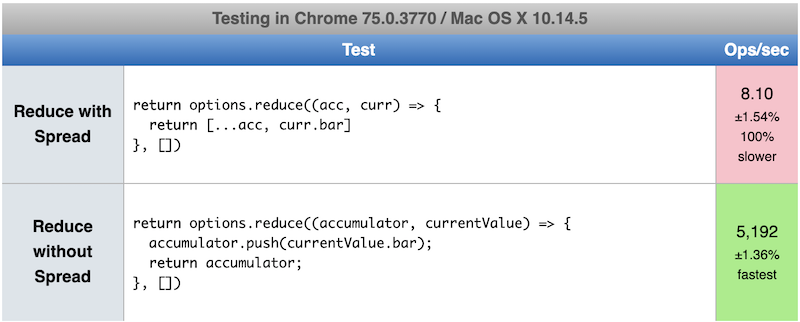 Testing in Chrome 75.0.3770 / Mac OS X 10.14.5
Test Ops/sec
Reduce with
Spread
return options.reduce((acc, curr) => {
  return [...acc, curr.bar]
}, [])
8.10
±1.54%
100%
slower
Reduce
without
Spread
return options.reduce((accumulator, currentValue) => {
  accumulator.push(currentValue.bar);
  return accumulator;
}, [])
5,192
±1.36%
fastest